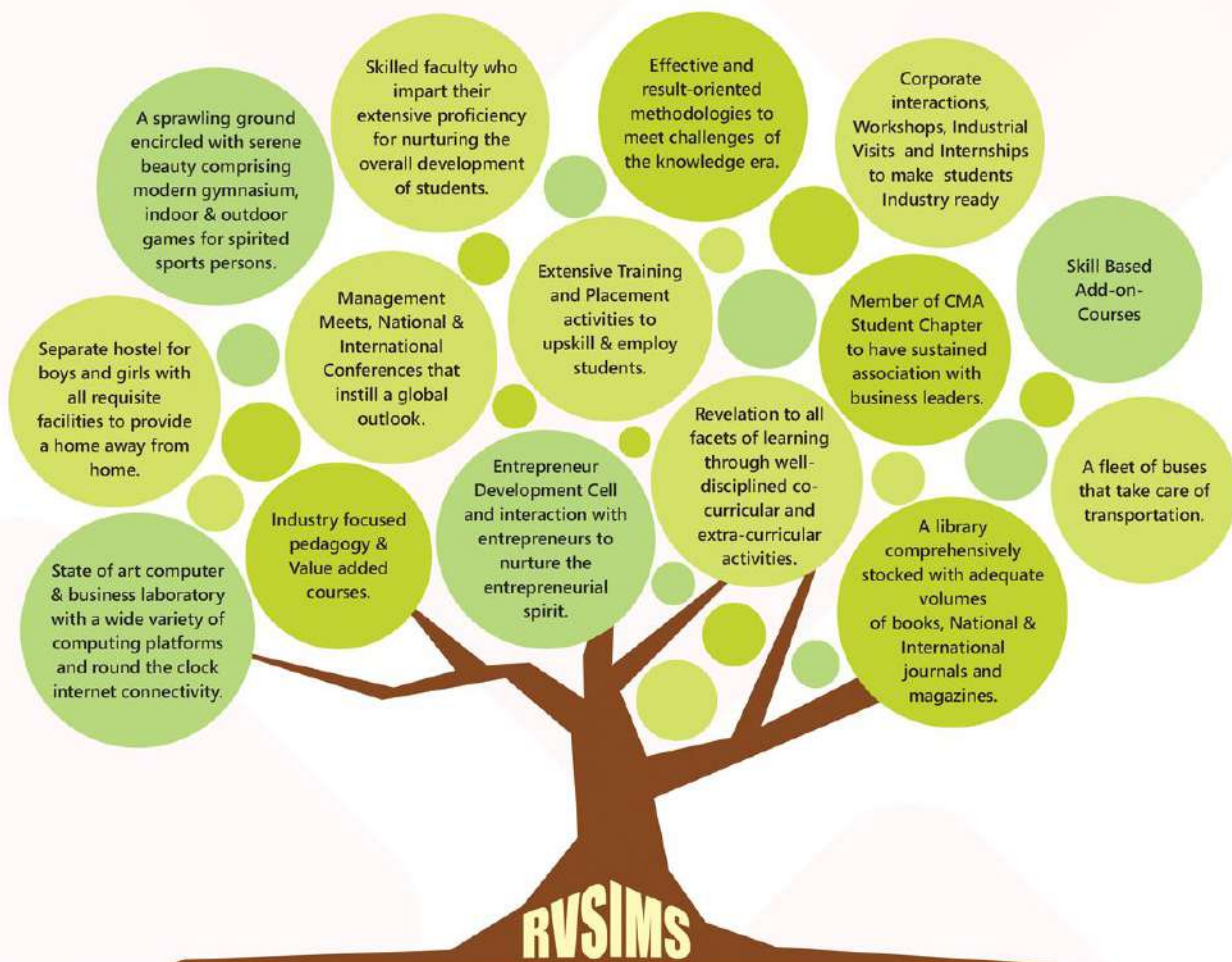 A sprawling ground
encircled with serene
beauty comprising
modern gymnasium,
indoor & outdoor
games for spirited
sports persons.
Skilled faculty who
impart their
extensive proficiency
for nurturing the
overall development
of students.
Effective and
result-oriented
methodologies to
meet challenges of
the knowledge era.
Corporate
interactions,
Workshops, Industrial
Visits and Internships
to make students
Industry ready
Skill Based
Add-on-
Courses
Separate hostel for
boys and girls with
all requisite
facilities to provide
a home away from
home.
Management
Meets, National &
International
Conferences that
instill a global
outlook.
Extensive Training
and Placement
activities to
upskill & employ
students.
Member of CMA
Student Chapter
to have sustained
association with
business leaders.
Revelation to all
facets of learning
through well-
disciplined co-
curricular and
extra-curricular
activities.
A fleet of buses
that take care of
transportation.
State of art computer
& business laboratory
with a wide variety of
computing platforms
and round the clock
internet connectivity.
Industry focused
pedagogy &
Value added
courses.
Entrepreneur
Development Cell
and interaction with
entrepreneurs to
nurture the
entrepreneurial
spirit.
A library
comprehensively
stocked with adequate
volumes
of books, National &
International
journals and
magazines.
RVSIMS